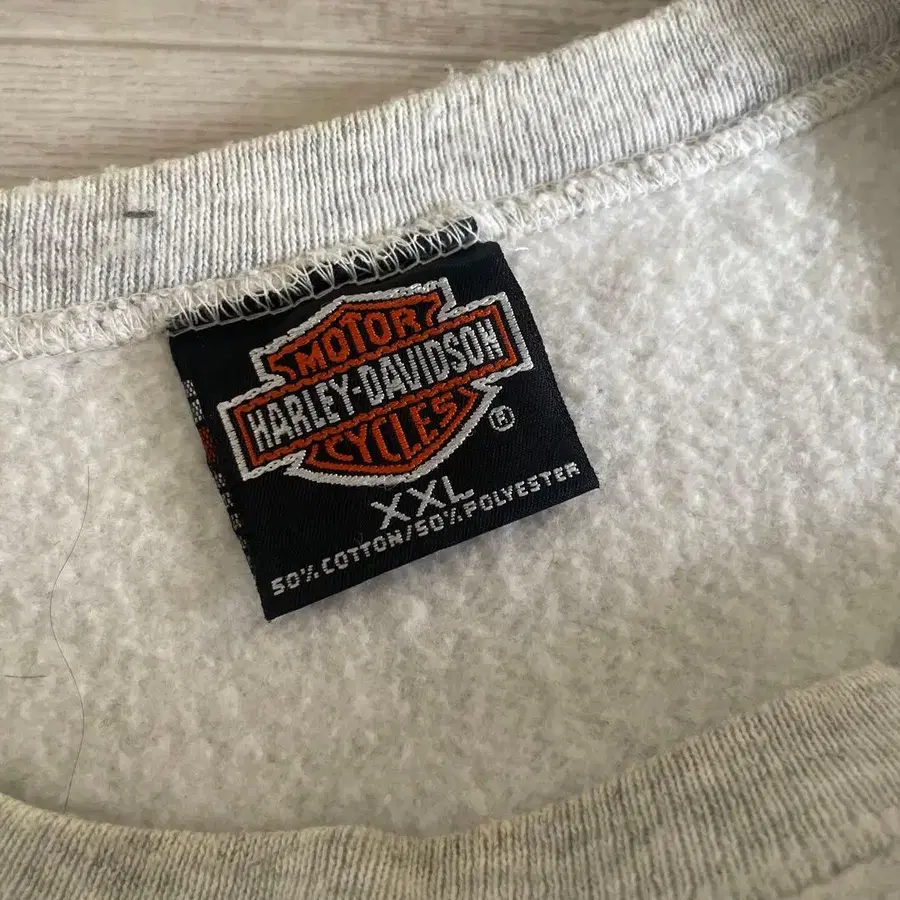 MOTOR
HARLEY-DAVIDSON
CYCLES
®
XXL
50% COTTON/50% POLYESTER